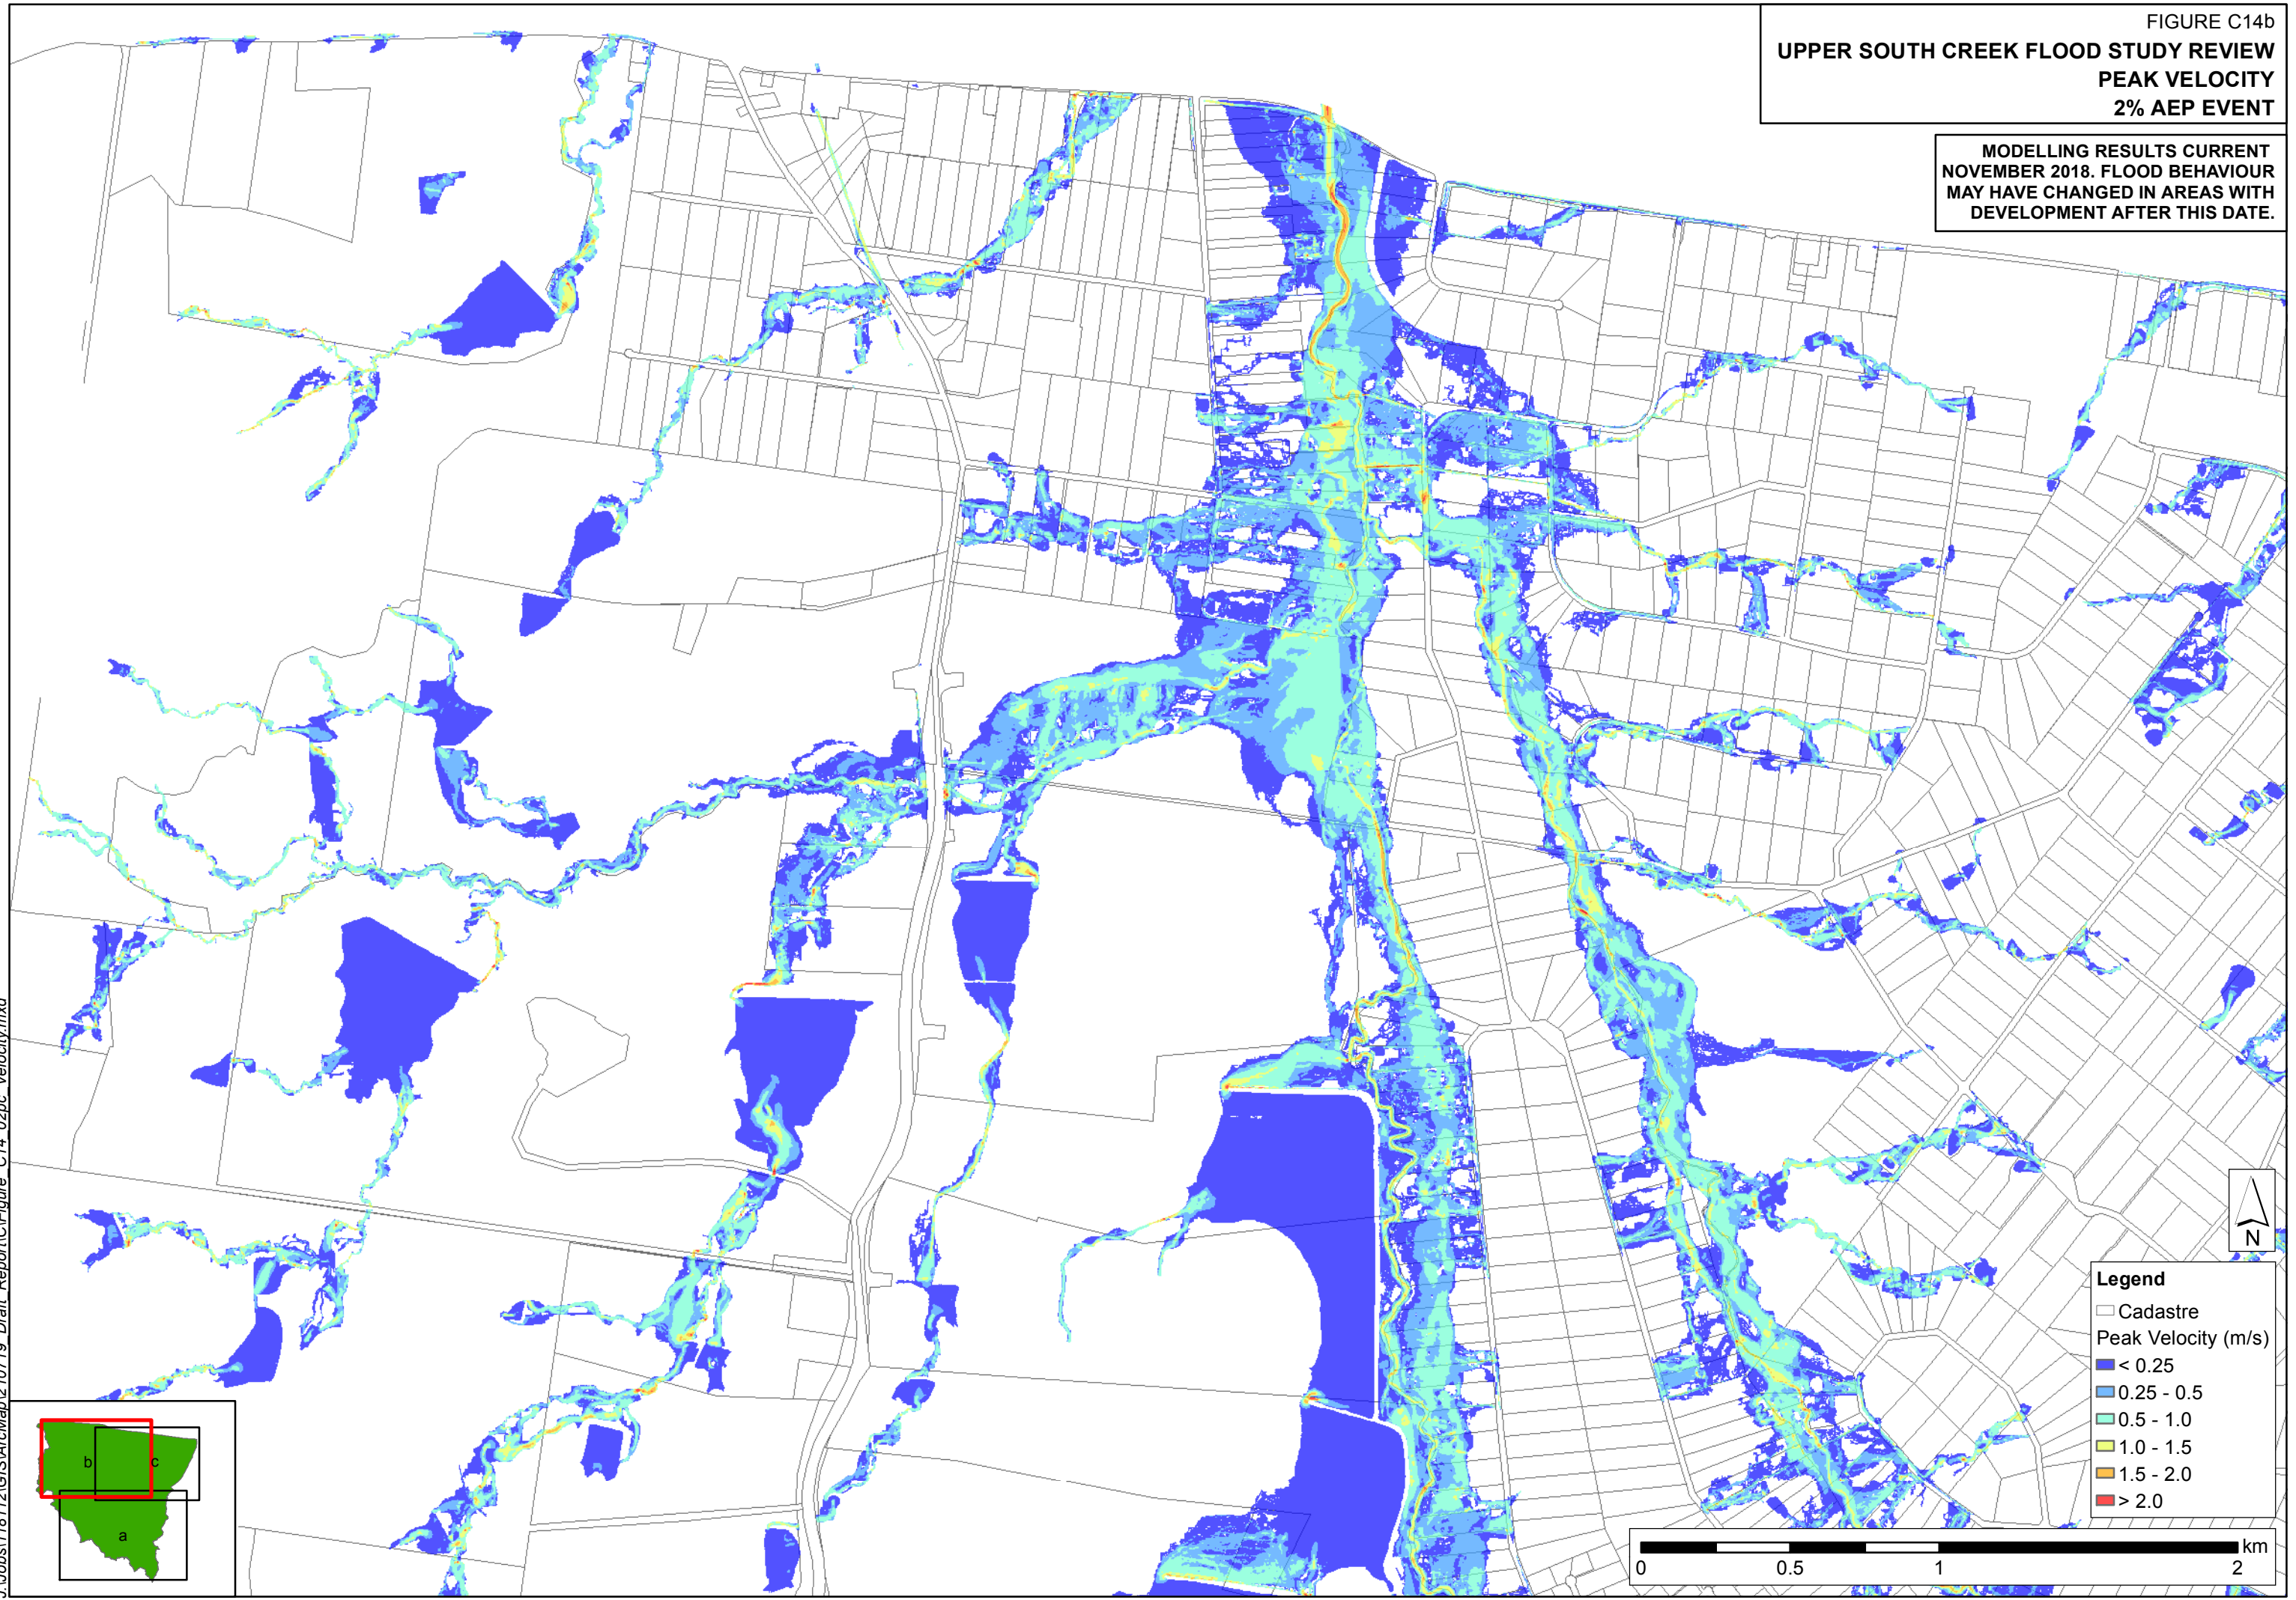 FIGURE C14b
UPPER SOUTH CREEK FLOOD STUDY REVIEW
PEAK VELOCITY
2% AEP EVENT
MODELLING RESULTS CURRENT
NOVEMBER 2018. FLOOD BEHAVIOUR
MAY HAVE CHANGED IN AREAS WITH
DEVELOPMENT AFTER THIS DATE.
N
Legend
Cadastre
Peak Velocity (m/s)
< 0.25
0.25 - 0.5
0.5 - 1.0
1.0 - 1.5
1.5 - 2.0
> 2.0
km
0 0.5 1 2
b c
a